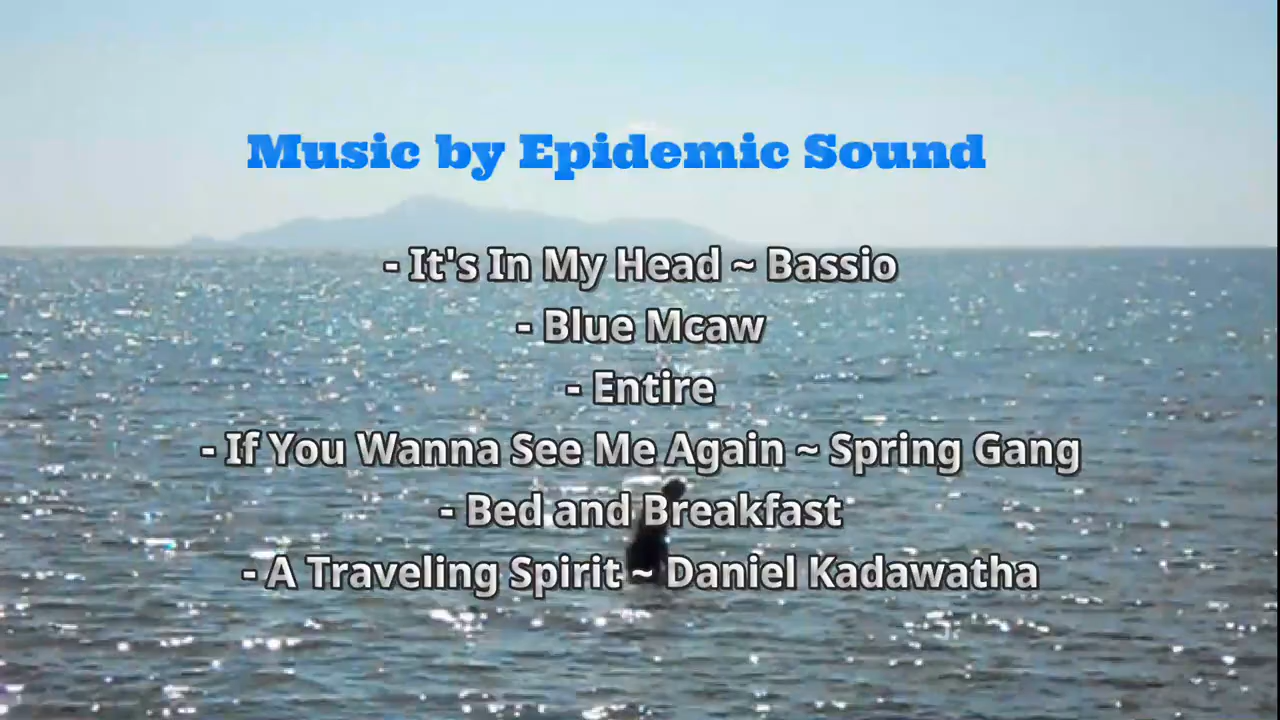 Music by Epidemic Sound
- It's In My Head ~ Bassio
- Blue Mcaw
- Entire
- If You Wanna See Me Again ~ Spring Gang
- Bed and Breakfast
- A Traveling Spirit ~ Daniel Kadawatha